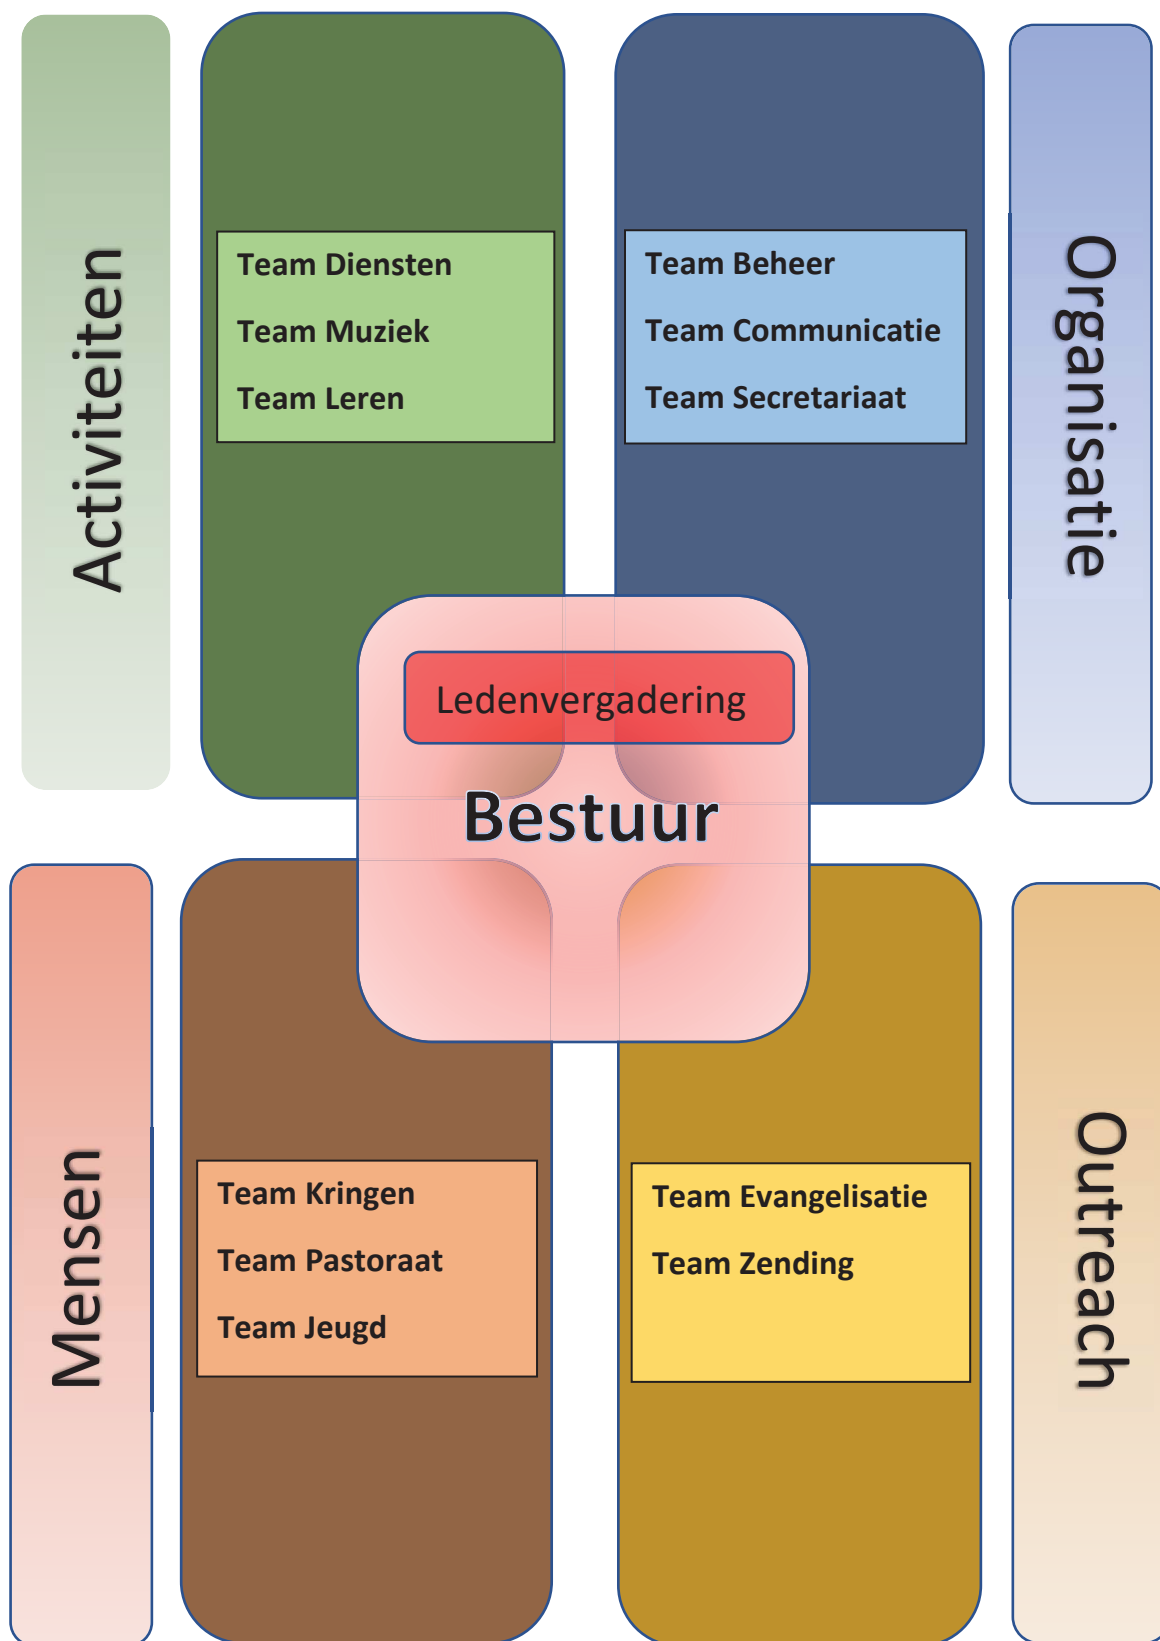 Activiteiten
Team Diensten
Team Muziek
Team Leren
Team Beheer
Team Communicatie
Team Secretariaat
Organisatie
Ledenvergadering
Bestuur
Mensen
Team Kringen
Team Pastoraat
Team Jeugd
Team Evangelisatie
Team Zending
Outreach